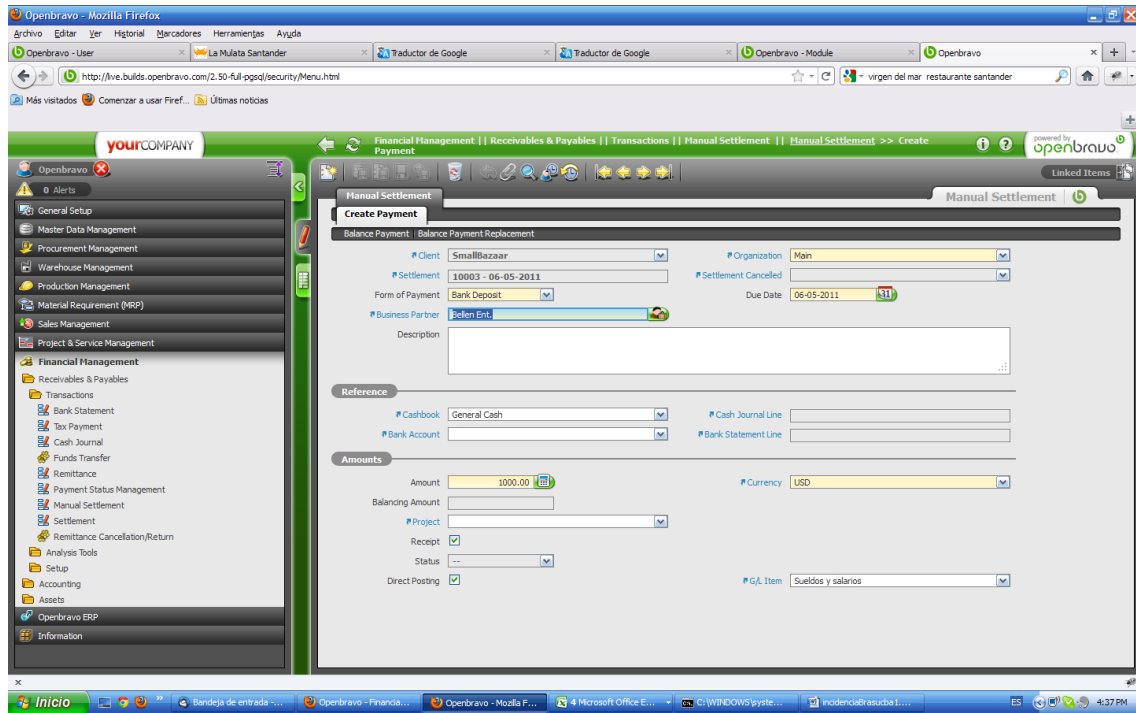 Openbravo - Mozilla Firefox
Archivo Editar Ver Historial Marcadores Herramientas Ayuda
Openbravo - User
La Mulata Santander
Traductor de Google
Traductor de Google
Openbravo - Module
Openbravo
http://live.builds.openbravo.com/2.50-full-pgsql/security/Menu.html
virgen del mar restaurante santander
Más visitados Comenzar a usar Firef... Últimas noticias
yourCOMPANY
Financial Management || Receivables & Payables || Transactions || Manual Settlement || Manual Settlement >> Create Payment
powered by openbravo
Openbravo
0 Alerts
Linked Items
General Setup
Master Data Management
Procurement Management
Warehouse Management
Production Management
Material Requirement (MRP)
Sales Management
Project & Service Management
Financial Management
Receivables & Payables
Transactions
Bank Statement
Tax Payment
Cash Journal
Funds Transfer
Remittance
Payment Status Management
Manual Settlement
Settlement
Remittance Cancellation/Return
Analysis Tools
Setup
Accounting
Assets
Openbravo ERP
Information
Manual Settlement
Manual Settlement
Create Payment
Balance Payment Balance Payment Replacement
Client SmallBazaar
Organization Main
Settlement 10003 - 06-05-2011
Settlement Cancelled
Form of Payment Bank Deposit
Due Date 06-05-2011 31
Business Partner Bellen Ent.
Description
Reference
Cashbook General Cash
Cash Journal Line
Bank Account
Bank Statement Line
Amounts
Amount 1000.00
Currency USD
Balancing Amount
Project
Receipt
Status --
Direct Posting
G/L Item Sueldos y salarios
Inicio
Bandeja de entrada -...
Openbravo - Financia...
Openbravo - Mozilla F...
4 Microsoft Office E...
C:\WINDOWS\syste...
incidenciaBrasucba1....
ES
4:37 PM